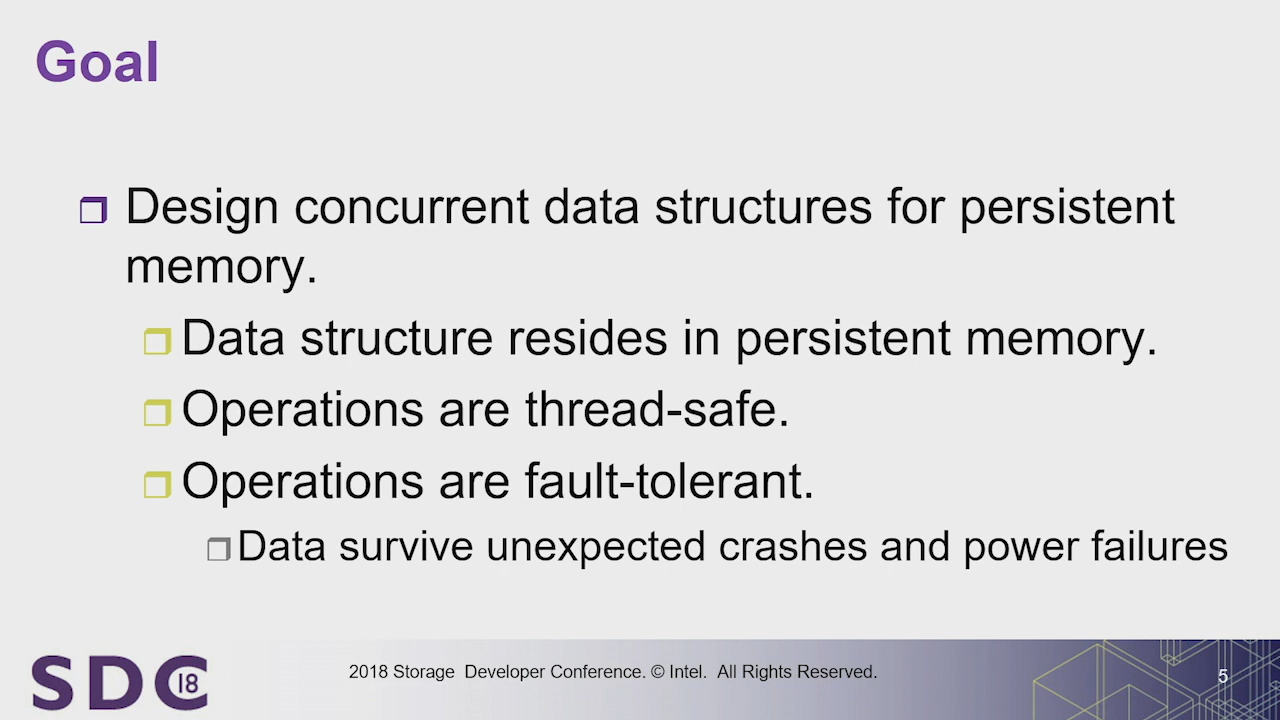 Goal
Design concurrent data structures for persistent
memory.
Data structure resides in persistent memory.
Operations are thread-safe.
Operations are fault-tolerant.
Data survive unexpected crashes and power failures
SDC 18
2018 Storage Developer Conference. © Intel. All Rights Reserved.
5